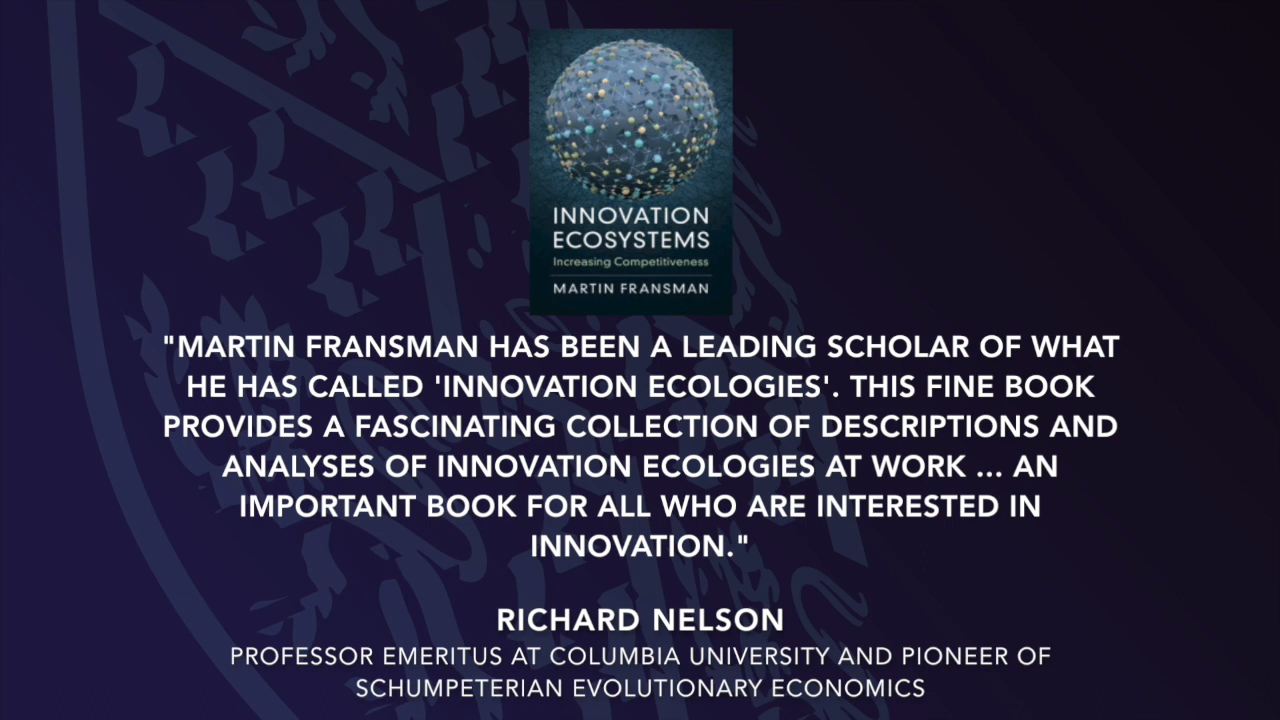 INNOVATION
ECOSYSTEMS
Increasing Competitiveness
MARTIN FRANSMAN
"MARTIN FRANSMAN HAS BEEN A LEADING SCHOLAR OF WHAT
HE HAS CALLED 'INNOVATION ECOLOGIES'. THIS FINE BOOK
PROVIDES A FASCINATING COLLECTION OF DESCRIPTIONS AND
ANALYSES OF INNOVATION ECOLOGIES AT WORK ... AN
IMPORTANT BOOK FOR ALL WHO ARE INTERESTED IN
INNOVATION."
RICHARD NELSON
PROFESSOR EMERITUS AT COLUMBIA UNIVERSITY AND PIONEER OF
SCHUMPETERIAN EVOLUTIONARY ECONOMICS